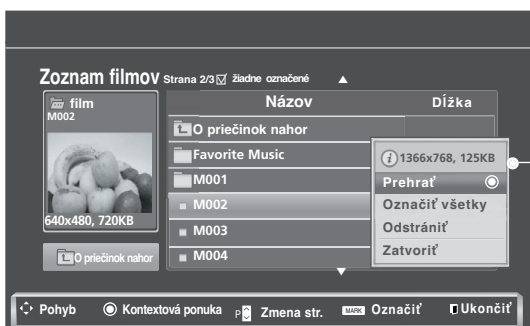 Zoznam filmov Strana 2/3 žiadne označené
film
M002
640x480, 720KB
O priečinok nahor
Názov
Dĺžka
O priečinok nahor
Favorite Music
M001
M002
M003
M004
1366x768, 125KB
Prehrať
Označiť všetky
Odstrániť
Zatvoriť
Pohyb Kontextová ponuka P Zmena str. MARK Označiť Ukončiť